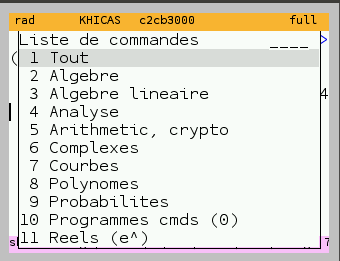 rad KHICAS c2cb3000 full
Liste de commandes ____ >
1 Tout
2 Algebre
3 Algebre lineaire
4 Analyse
5 Arithmetic, crypto
6 Complexes
7 Courbes
8 Polynomes
9 Probabilites
10 Programmes cmds (0)
11 Reels (e^)